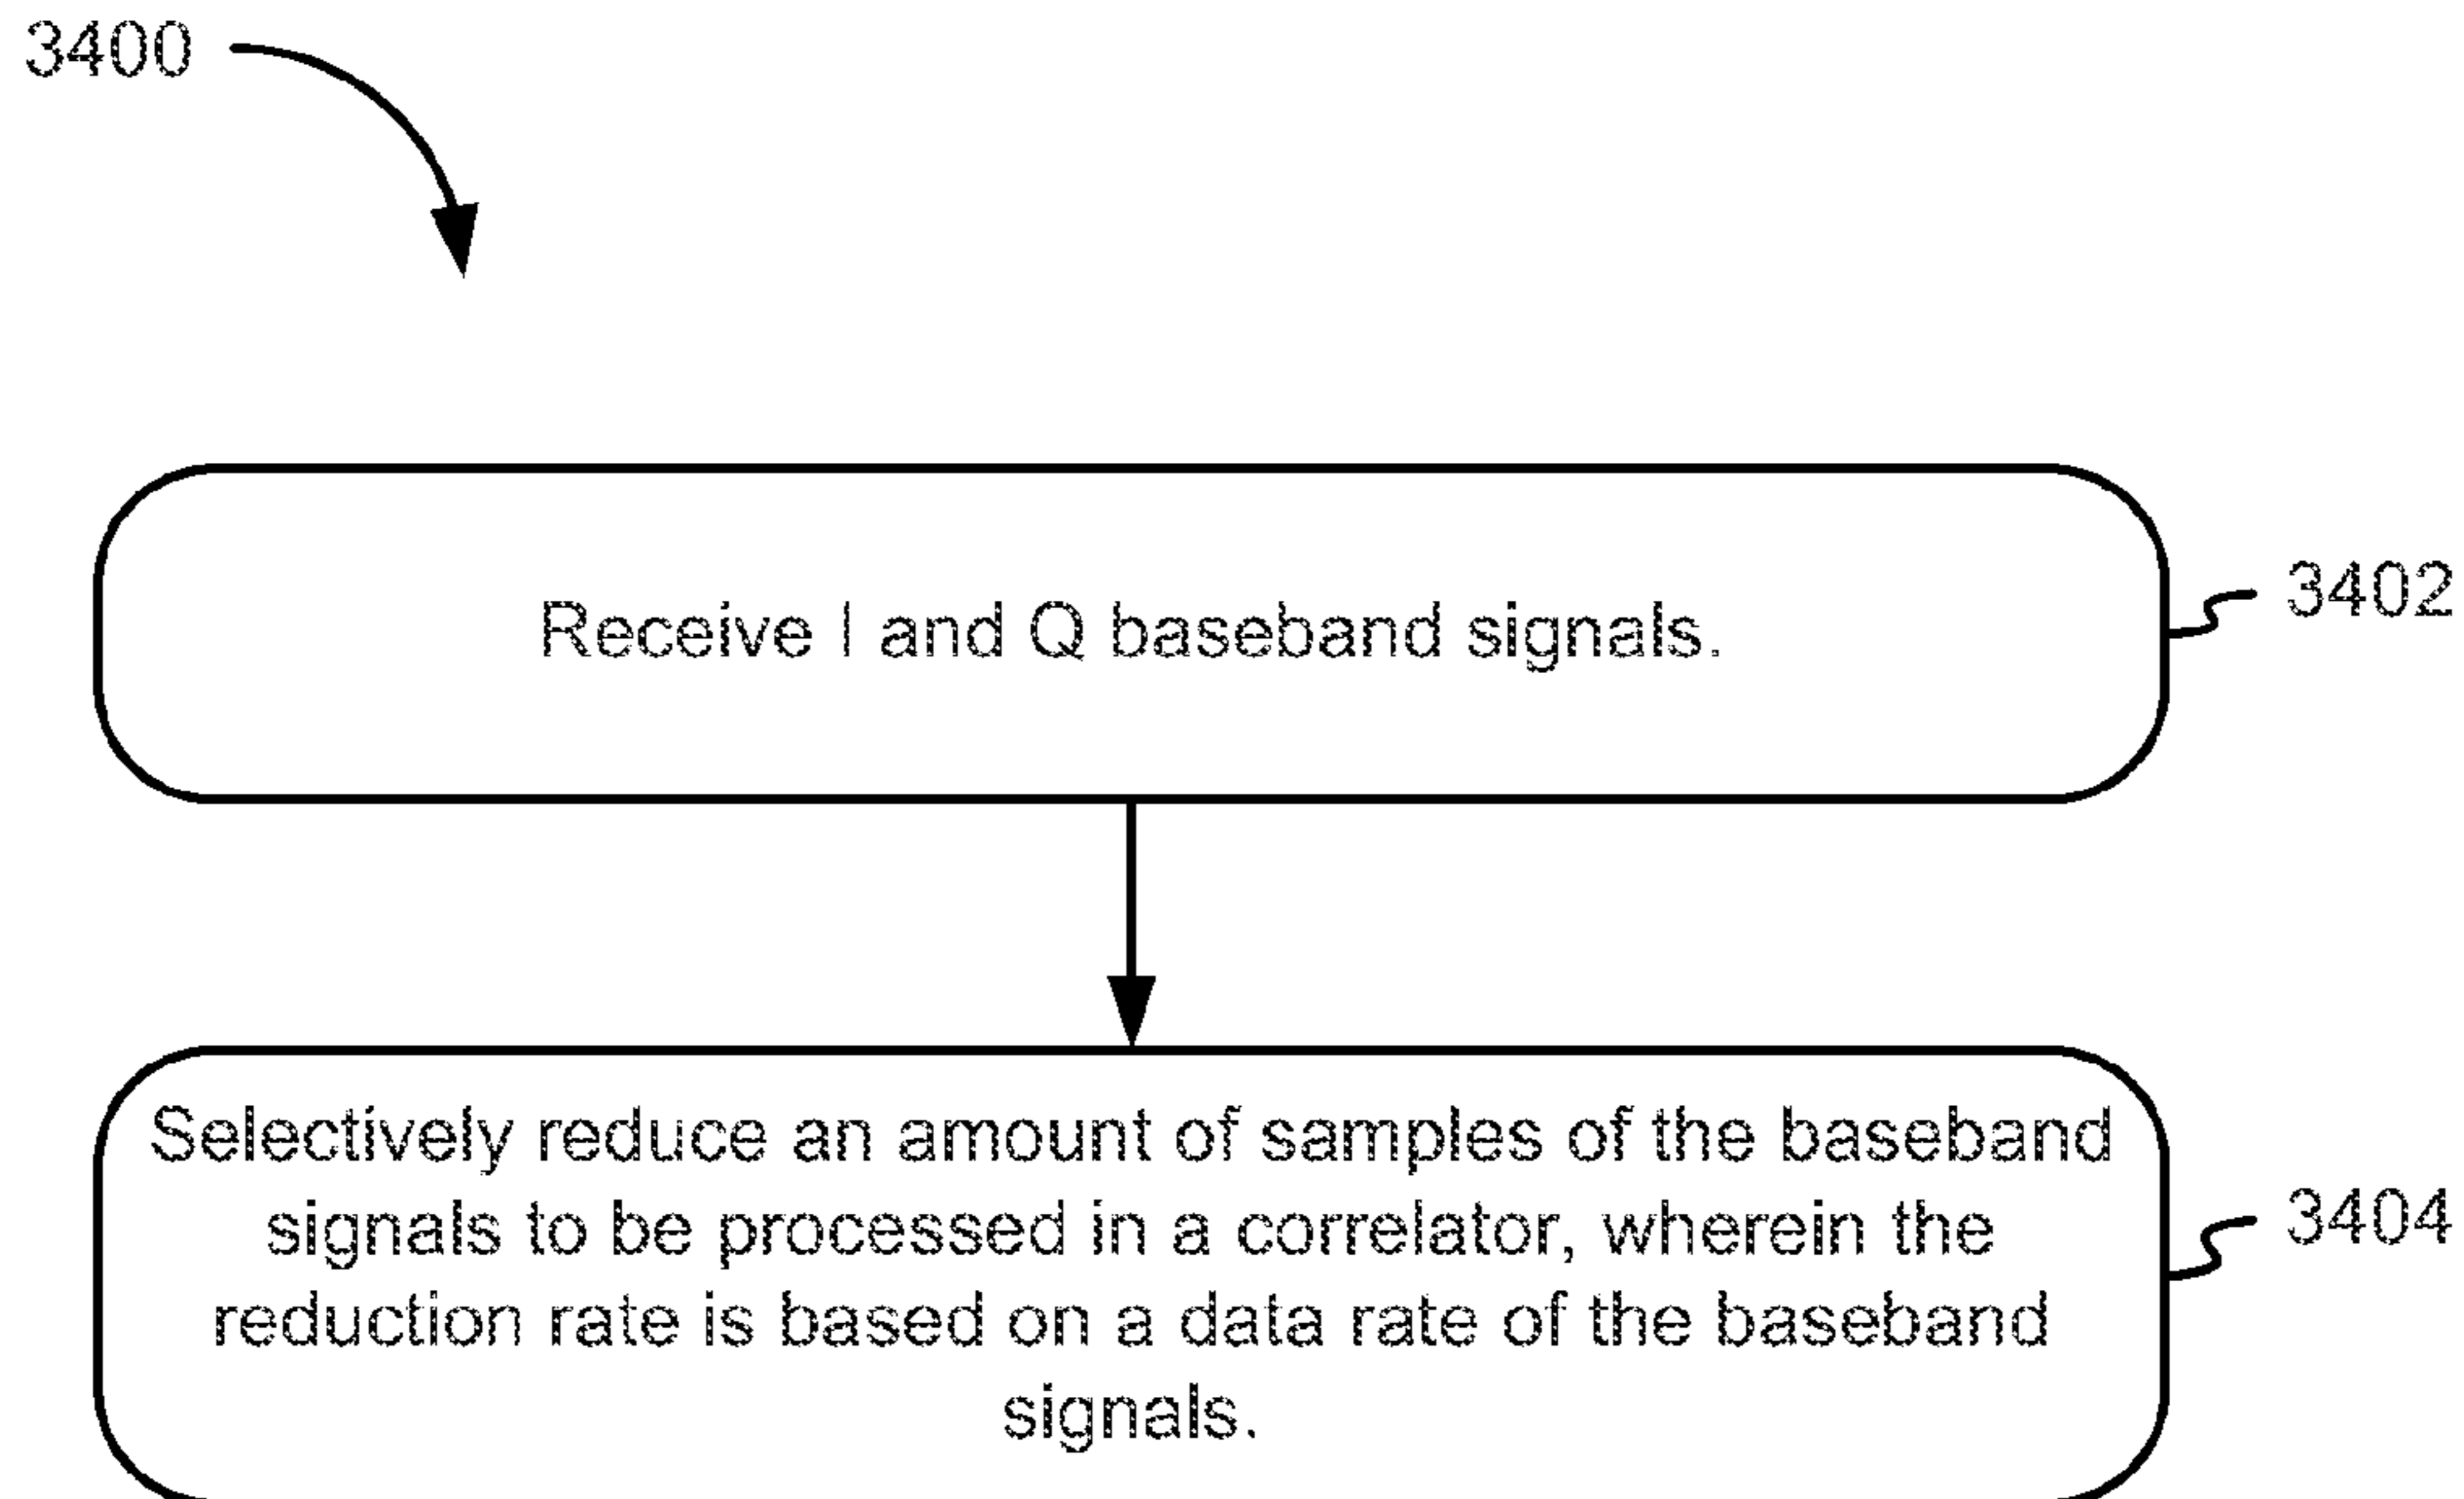 3400
Receive I and Q baseband signals.
3402
Selectively reduce an amount of samples of the baseband
signals to be processed in a correlator, wherein the
reduction rate is based on a data rate of the baseband
signals.
3404